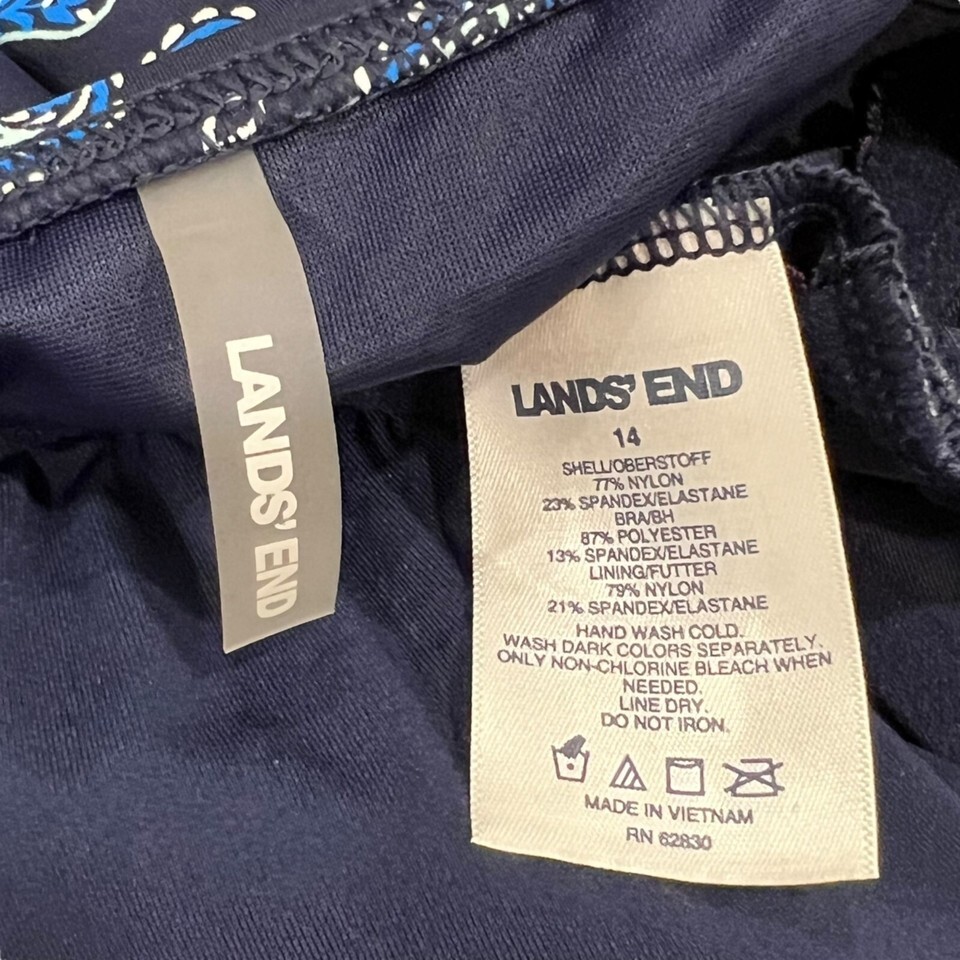 LANDS' END
LANDS' END
14
SHELL/OBERSTOFF
77% NYLON
23% SPANDEX/ELASTANE
BRA/BH
87% POLYESTER
13% SPANDEX/ELASTANE
LINING/FUTTER
79% NYLON
21% SPANDEX/ELASTANE
HAND WASH COLD.
WASH DARK COLORS SEPARATELY.
ONLY NON-CHLORINE BLEACH WHEN
NEEDED.
LINE DRY.
DO NOT IRON.
MADE IN VIETNAM
RN 62830